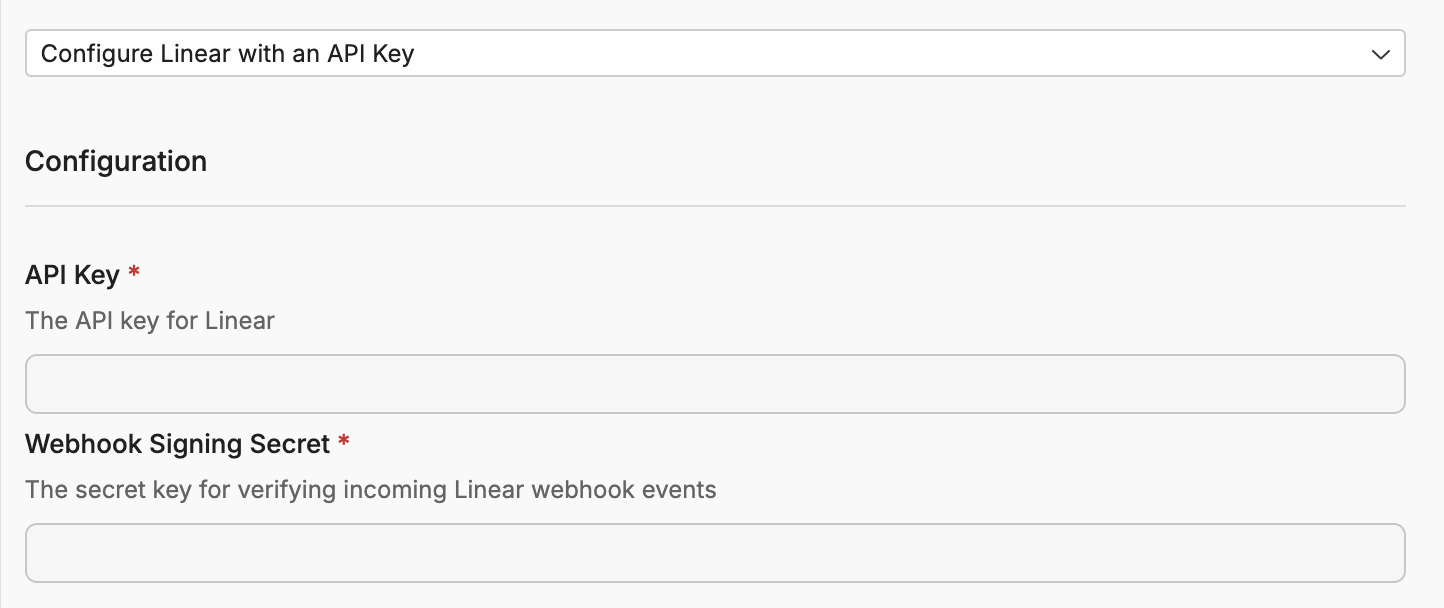 Configure Linear with an API Key
Configuration
API Key *
The API key for Linear
Webhook Signing Secret *
The secret key for verifying incoming Linear webhook events